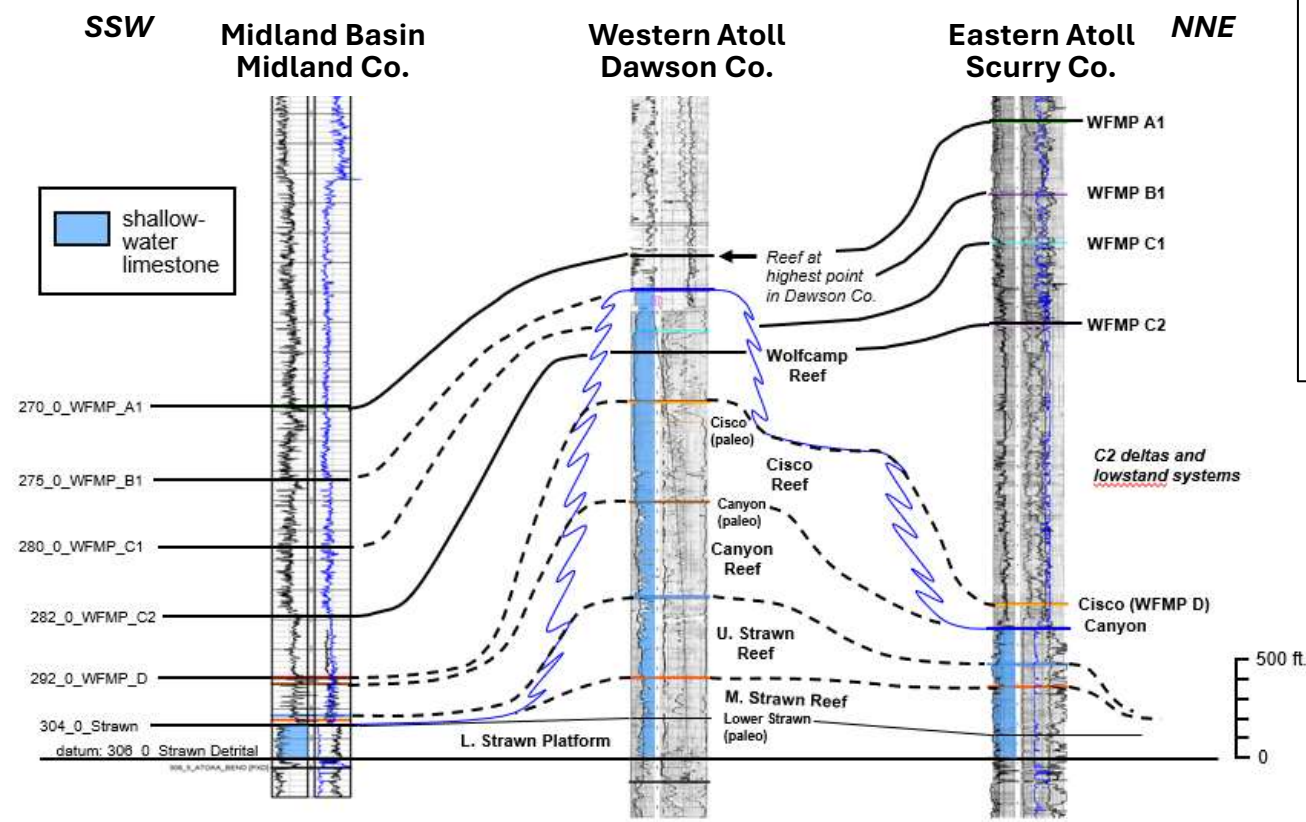 SSW
Midland Basin
Midland Co.
Western Atoll
Dawson Co.
Eastern Atoll
Scurry Co.
NNE
shallow-
water
limestone
270_0_WFMP_A1
275_0_WFMP_B1
280_0_WFMP_C1
282_0_WFMP_C2
292_0_WFMP_D
304_0_Strawn
datum: 306_0_Strawn Detrital
Reef at
highest point
in Dawson Co.
Wolfcamp
Reef
Cisco
(paleo)
Cisco
Reef
Canyon
(paleo)
Canyon
Reef
U. Strawn
Reef
M. Strawn Reef
Lower Strawn
(paleo)
L. Strawn Platform
WFMP A1
WFMP B1
WFMP C1
WFMP C2
C2 deltas and
lowstand systems
Cisco (WFMP D)
Canyon
500 ft.
0